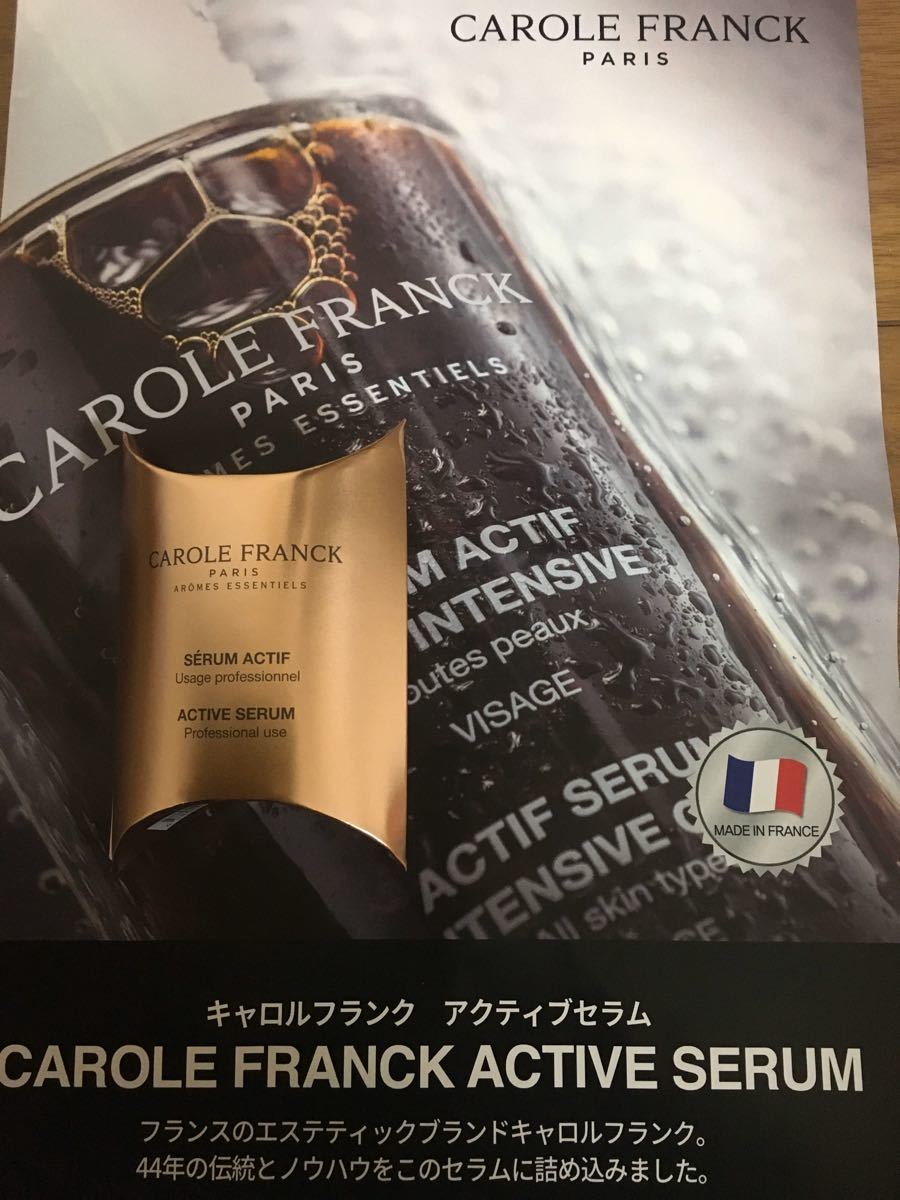 CAROLE FRANCK
PARIS
CAROLE FRANCK
PARIS
ESSENTIELS
ACTIF
INTENSIVE
peaux
VISAGE
CAROLE FRANCK
PARIS
ARÔMES ESSENTIELS
SÉRUM ACTIF
Usage professionnel
ACTIVE SERUM
Professional use
ACTIF SERUM
All skin type
MADE IN FRANCE
キャロルフランク アクティブセラム
CAROLE FRANCK ACTIVE SERUM
フランスのエステティックブランドキャロルフランク。
44年の伝統とノウハウをこのセラムに詰め込みました。